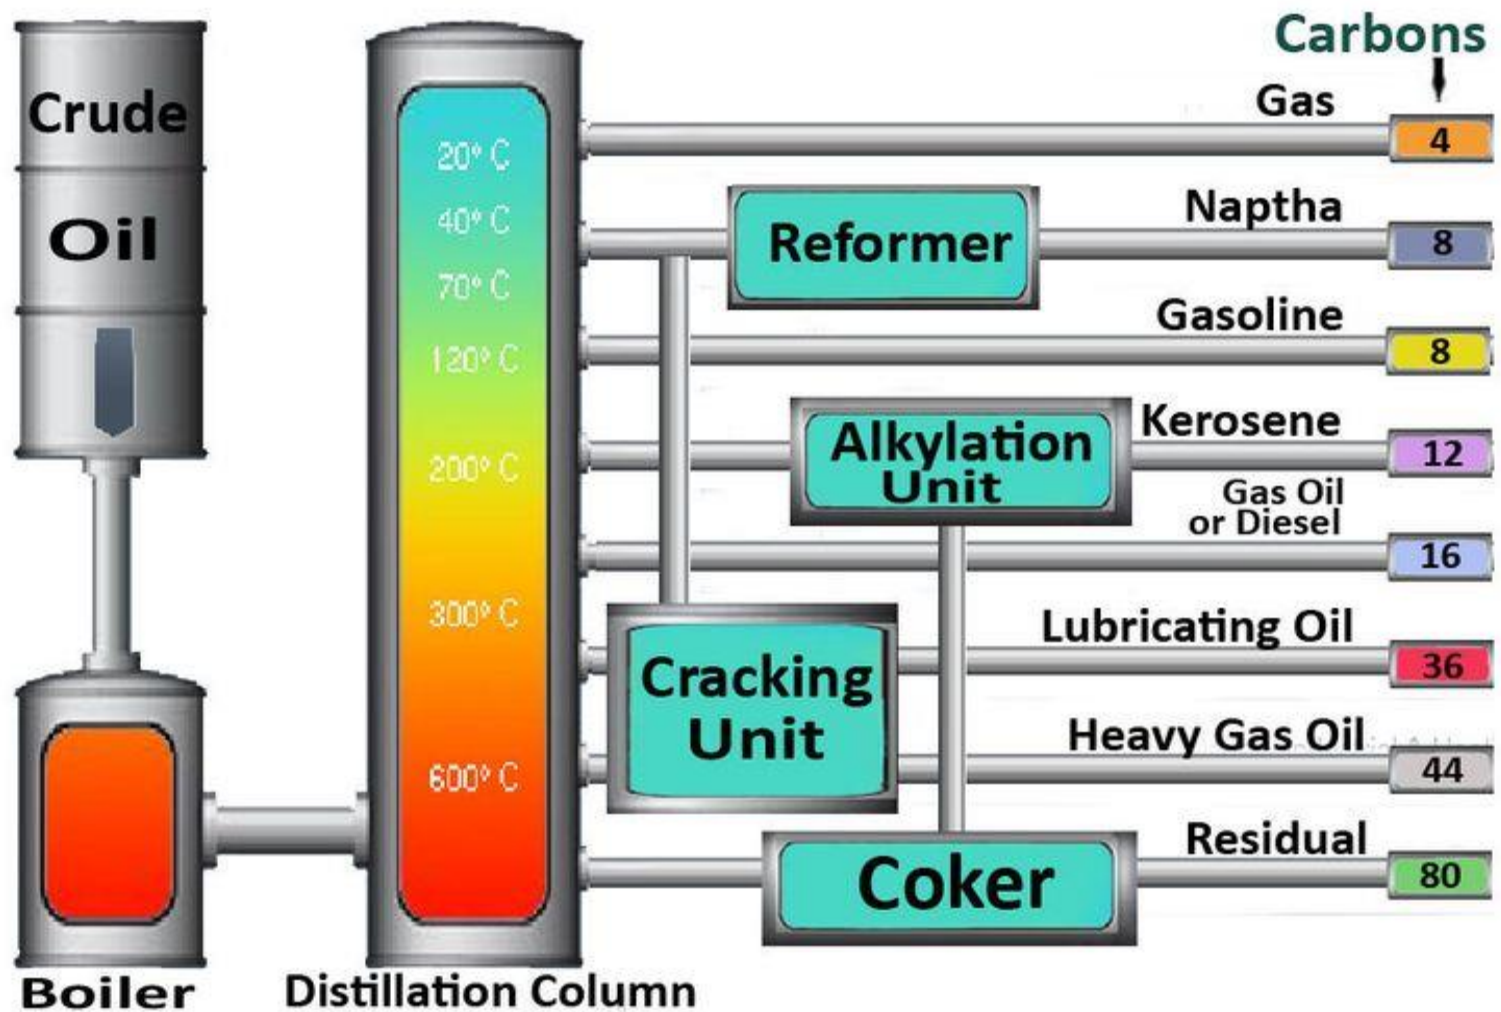 Carbons
Crude
Oil
Boiler
20° C
40° C
70° C
120° C
200° C
300° C
600° C
Distillation Column
Gas
4
Reformer
Naptha
8
Gasoline
8
Alkylation
Unit
Kerosene
12
Gas Oil
or Diesel
16
Cracking
Unit
Lubricating Oil
36
Heavy Gas Oil
44
Coker
Residual
80